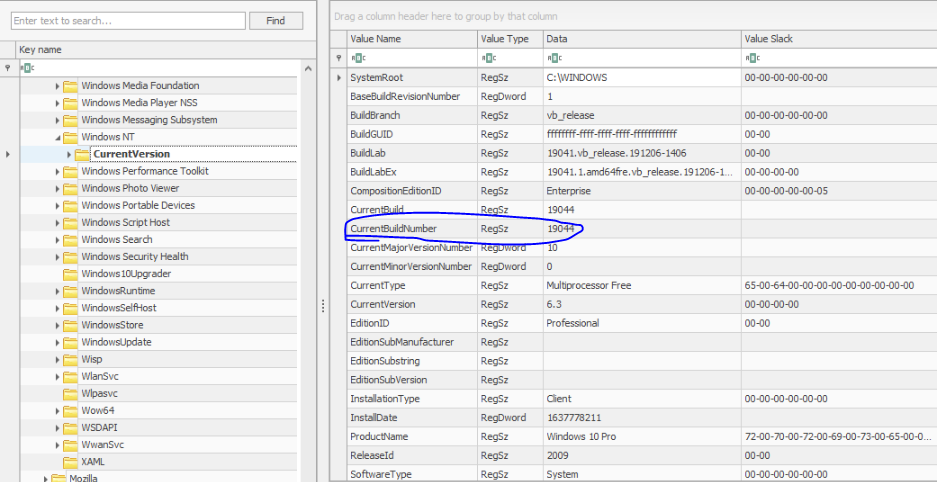 Enter text to search... Find
Key name
Windows Media Foundation
Windows Media Player NSS
Windows Messaging Subsystem
Windows NT
CurrentVersion
Windows Performance Toolkit
Windows Photo Viewer
Windows Portable Devices
Windows Script Host
Windows Search
Windows Security Health
Windows10Upgrader
WindowsRuntime
WindowsSelfHost
WindowsStore
WindowsUpdate
Wisp
WlanSvc
Wlpasvc
Wow64
WSDAPI
WwanSvc
XAML
Mozilla
Drag a column header here to group by that column
Value Name Value Type Data Value Slack
SystemRoot RegSz C:\WINDOWS 00-00-00-00-00-00
BaseBuildRevisionNumber RegDword 1
BuildBranch RegSz vb_release 00-00-00-00-00-00
BuildGUID RegSz ffffffff-ffff-ffff-ffff-ffffffffffff 00-00
BuildLab RegSz 19041.vb_release.191206-1406 00-00
BuildLabEx RegSz 19041.1.amd64fre.vb_release.191206-1... 00-00-00-00-00-00
CompositionEditionID RegSz Enterprise 00-00-00-00-00-05
CurrentBuild RegSz 19044
CurrentBuildNumber RegSz 19044
CurrentMajorVersionNumber RegDword 10
CurrentMinorVersionNumber RegDword 0
CurrentType RegSz Multiprocessor Free 65-00-64-00-00-00-00-00-00-00-00-00
CurrentVersion RegSz 6.3 00-00-00-00
EditionID RegSz Professional 00-00
EditionSubManufacturer RegSz
EditionSubstring RegSz
EditionSubVersion RegSz
InstallationType RegSz Client 00-00-00-00-00-00
InstallDate RegDword 1637778211
ProductName RegSz Windows 10 Pro 72-00-70-00-72-00-69-00-73-00-65-00-0...
ReleaseId RegSz 2009 00-00
SoftwareType RegSz System 00-00-00-00-00-00